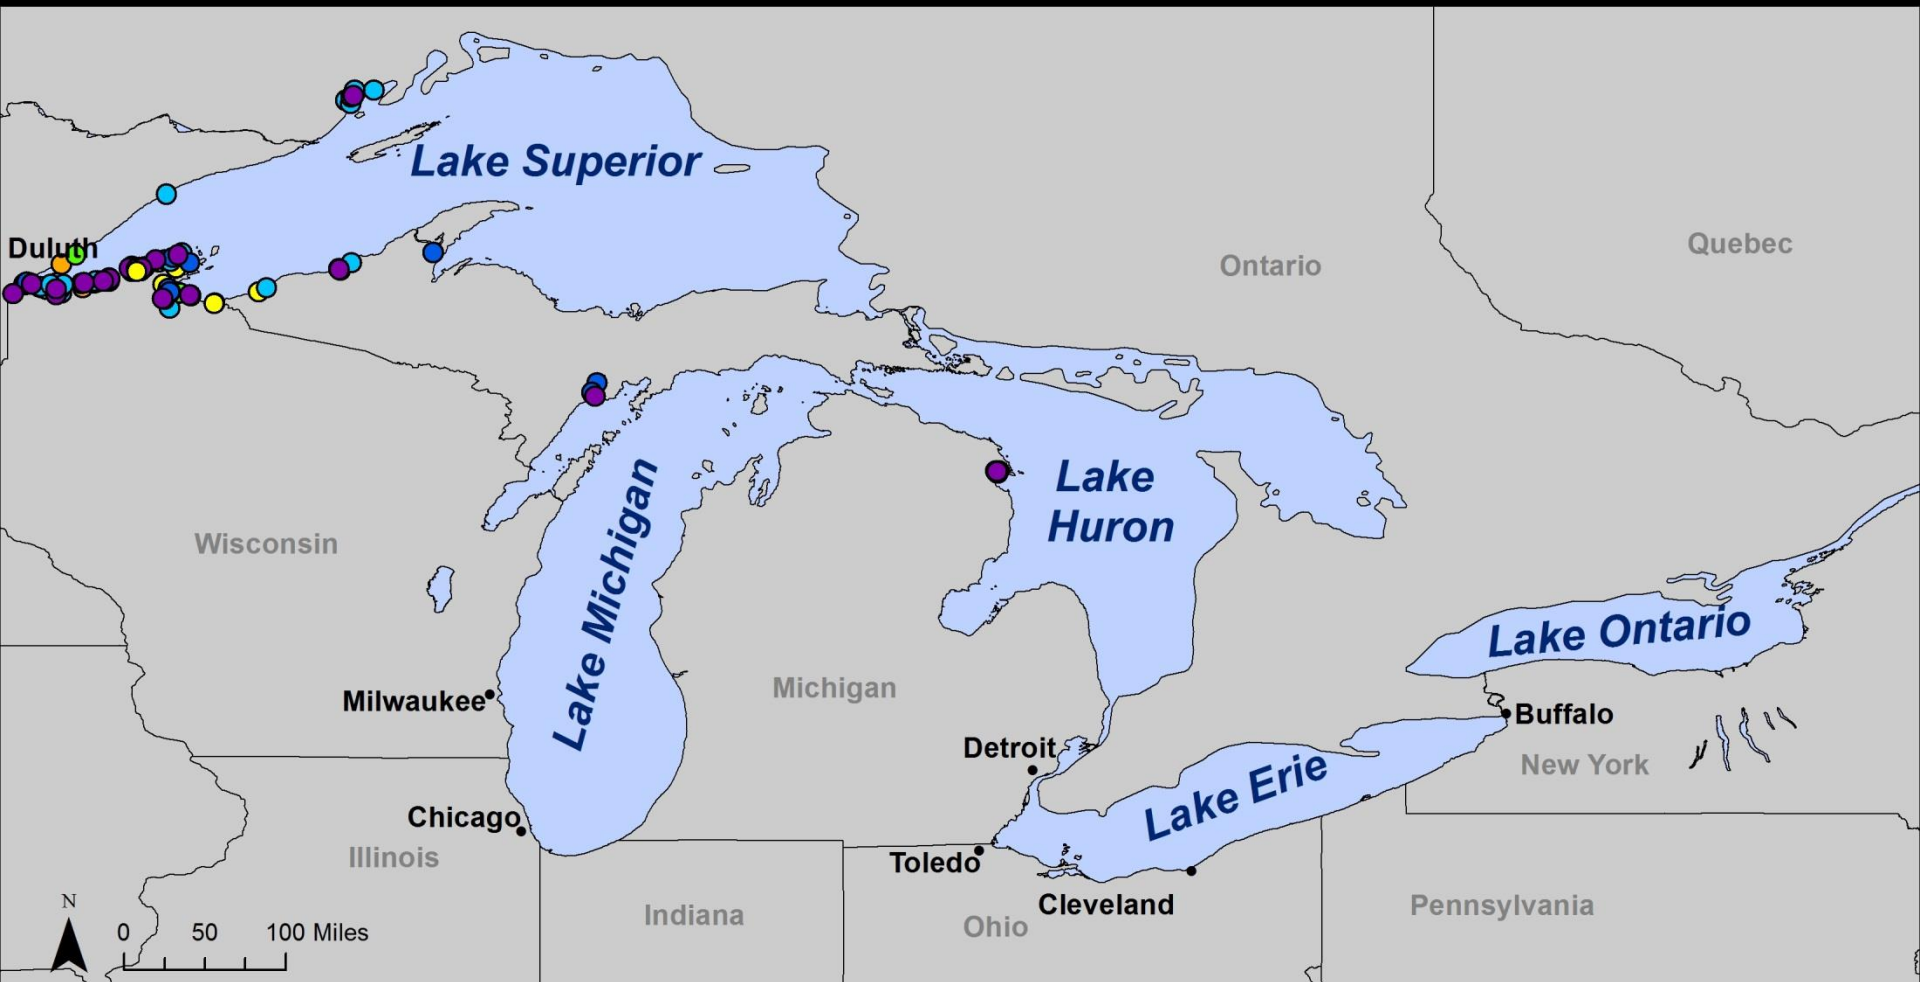 Lake Superior
Duluth
Quebec
Ontario
Lake
Huron
Lake Michigan
Wisconsin
Lake Ontario
Michigan
Milwaukee
Buffalo
Detroit
New York
Lake Erie
Chicago
Illinois
Toledo
Cleveland
Pennsylvania
Indiana
Ohio
N
0 50 100 Miles